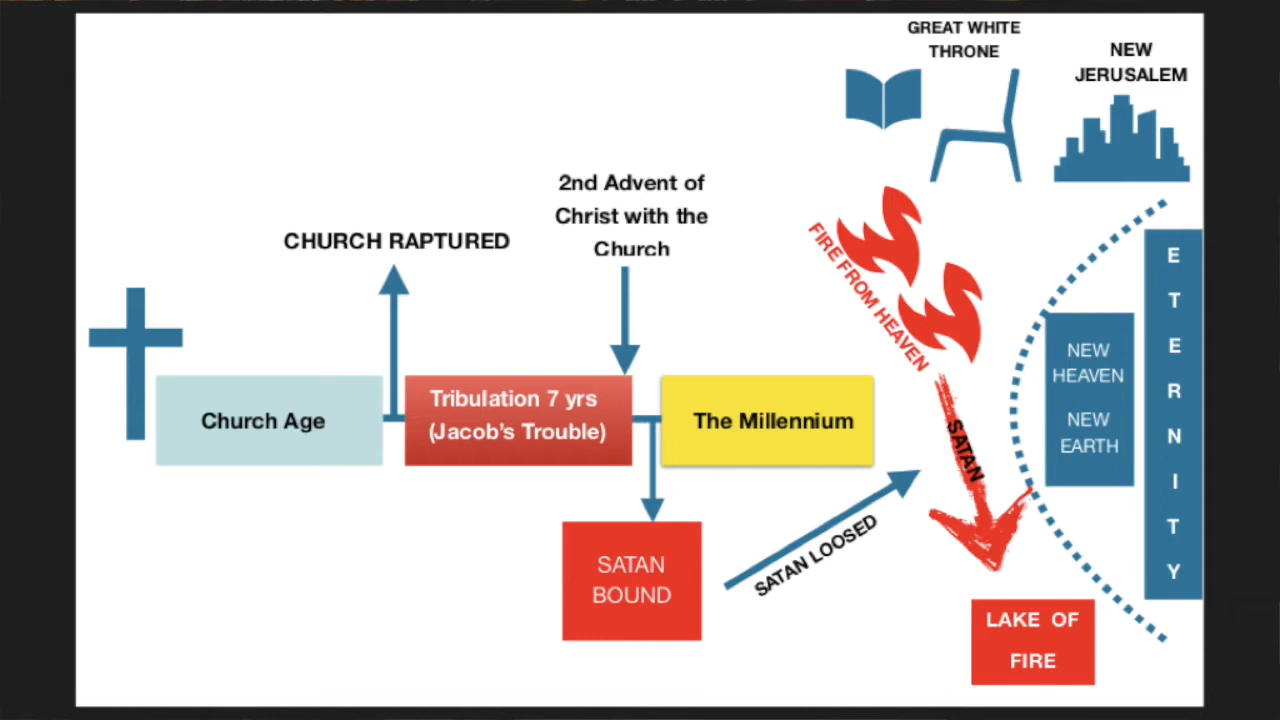 GREAT WHITE
THRONE
NEW
JERUSALEM
2nd Advent of
Christ with the
Church
CHURCH RAPTURED
FIRE FROM HEAVEN
Church Age
Tribulation 7 yrs
(Jacob's Trouble)
The Millennium
SATAN
NEW
HEAVEN
NEW
EARTH
ETERNITY
SATAN
BOUND
SATAN LOOSED
LAKE OF
FIRE